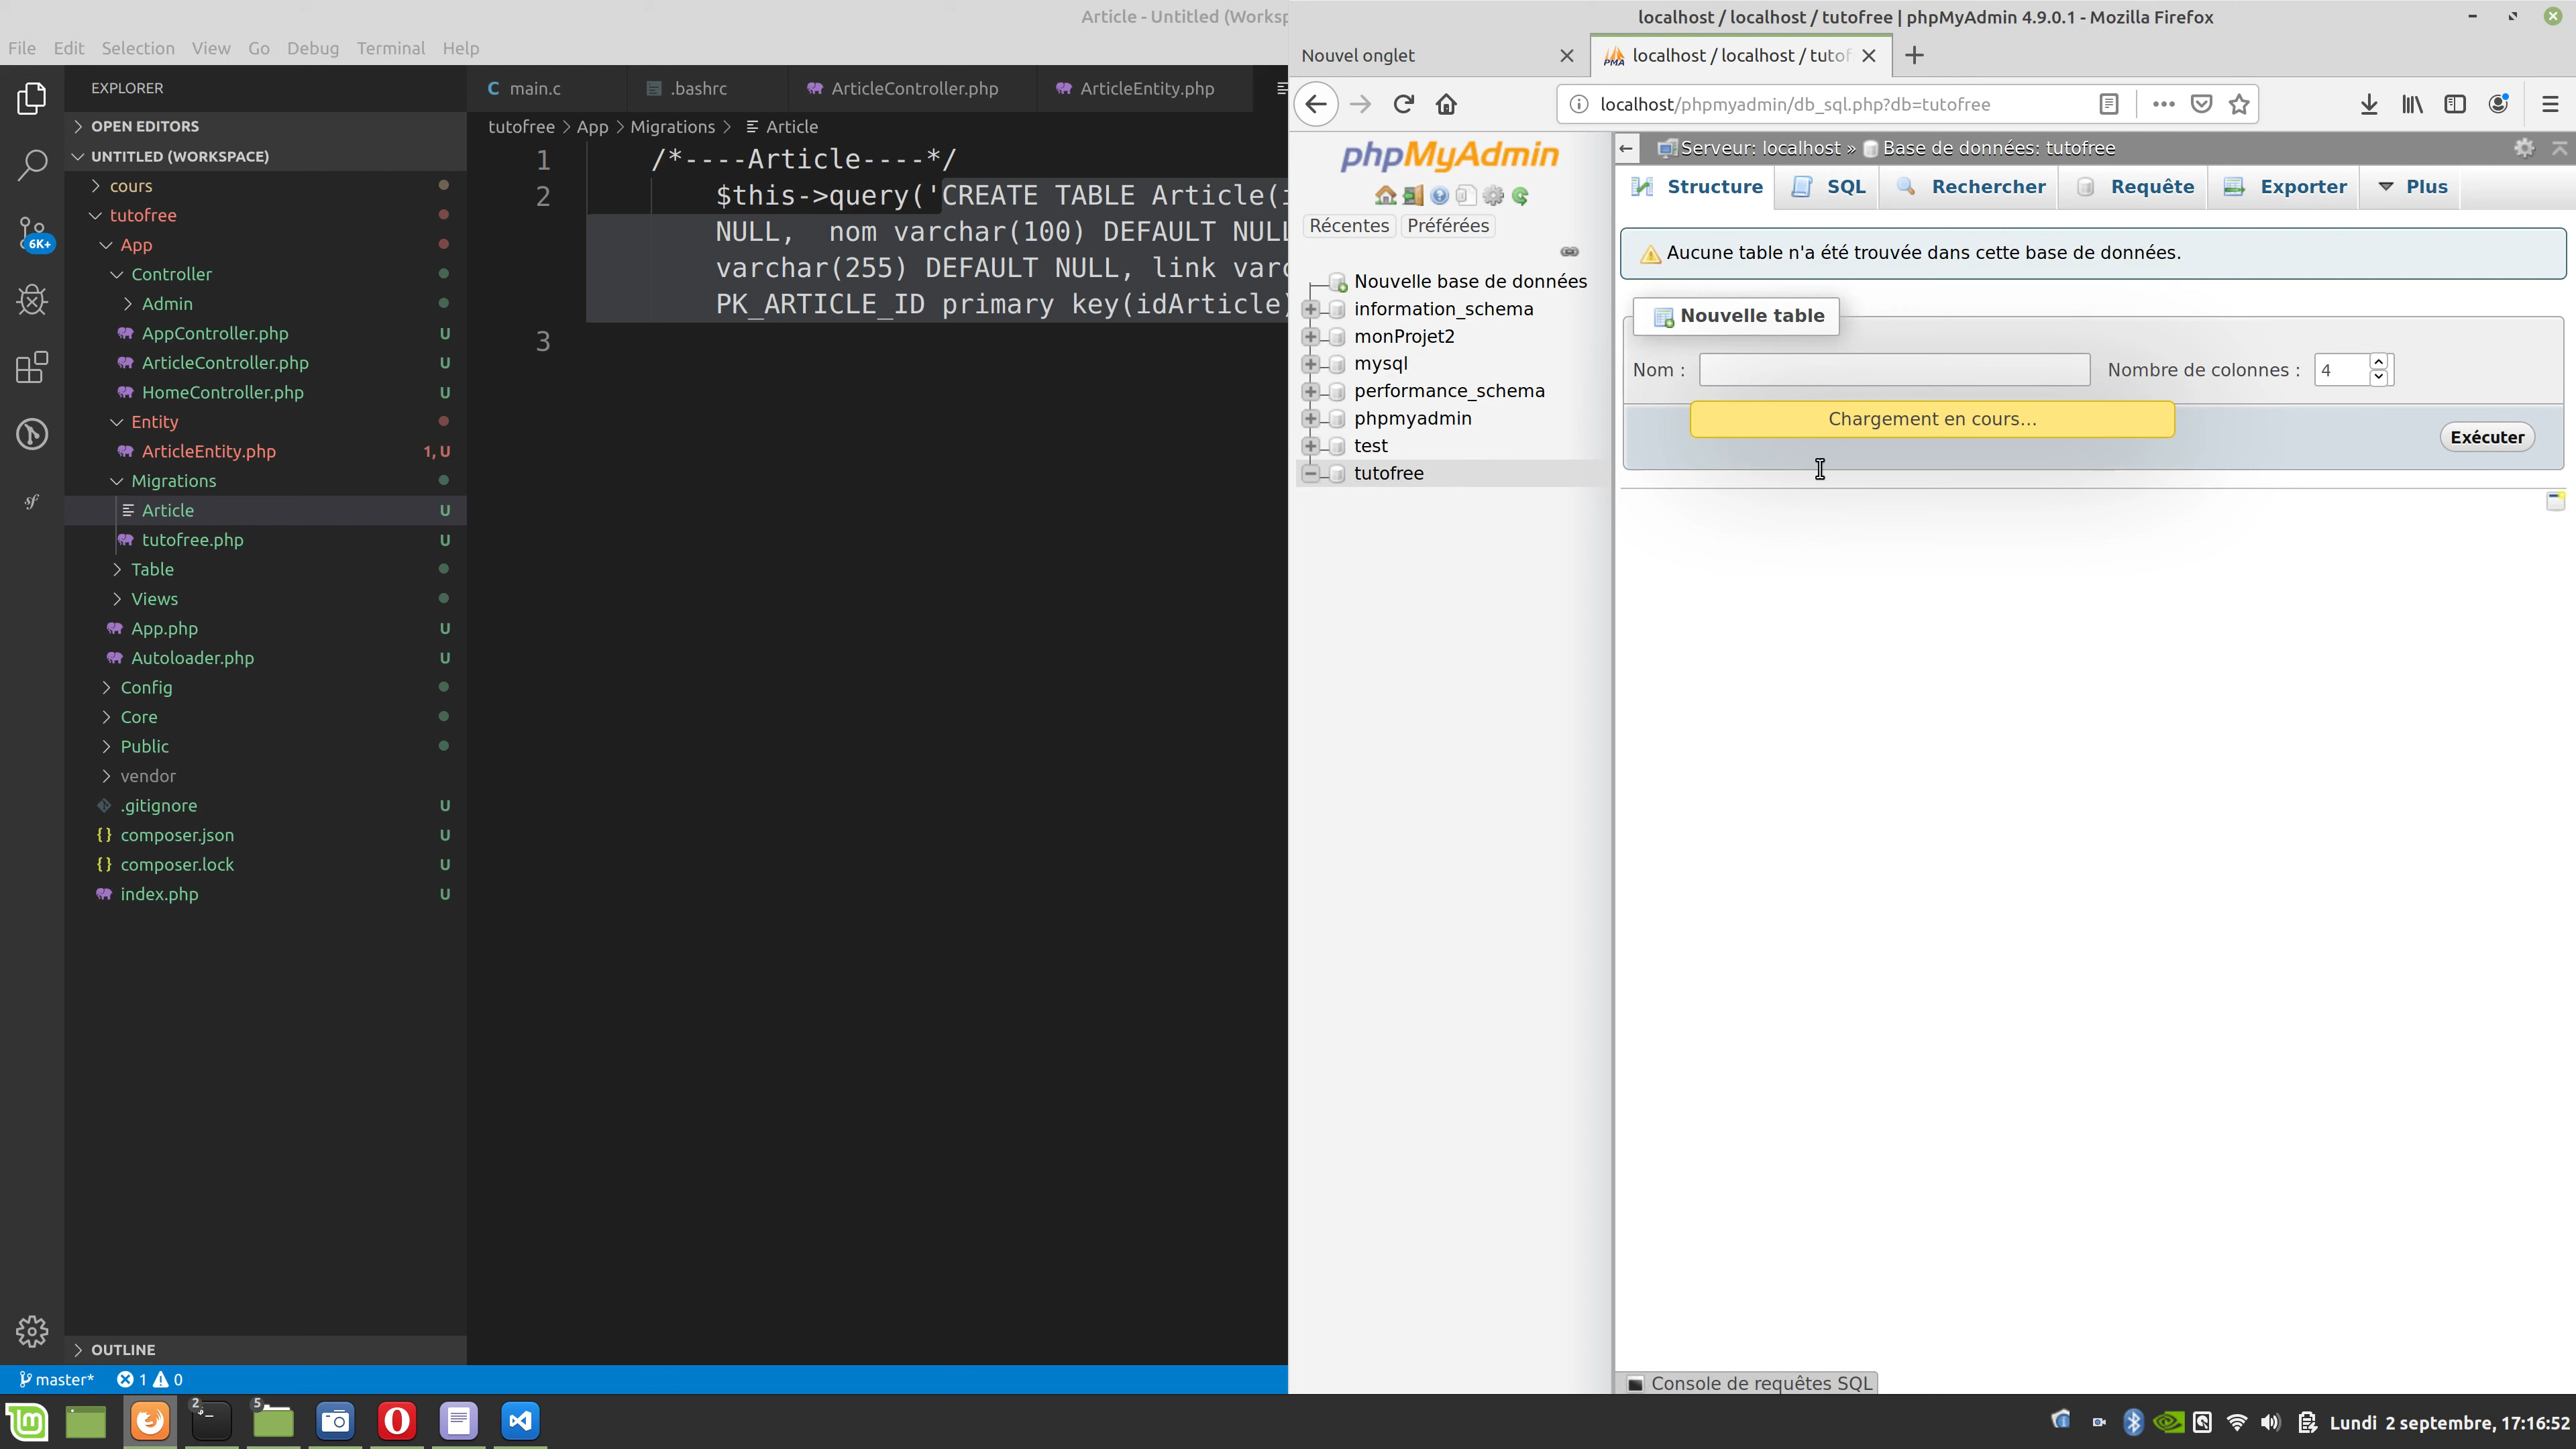 Article - Untitled (Worksp
File Edit Selection View Go Debug Terminal Help
EXPLORER
OPEN EDITORS
UNTITLED (WORKSPACE)
cours
tutofree
App
Controller
Admin
AppController.php U
ArticleController.php U
HomeController.php U
Entity
ArticleEntity.php 1, U
Migrations
Article U
tutofree.php U
Table
Views
App.php U
Autoloader.php U
Config
Core
Public
vendor
.gitignore U
composer.json U
composer.lock U
index.php U
OUTLINE
6K+
master* 1 0
main.c .bashrc ArticleController.php ArticleEntity.php
tutofree > App > Migrations > Article
1 /*----Article----*/
2 $this->query('CREATE TABLE Article(
NULL, nom varchar(100) DEFAULT NULL
varchar(255) DEFAULT NULL, link var
PK_ARTICLE_ID primary key(idArticle)
3
localhost / localhost / tutofree | phpMyAdmin 4.9.0.1 - Mozilla Firefox
Nouvel onglet
PMA localhost / localhost / tutof
localhost/phpmyadmin/db_sql.php?db=tutofree
phpMyAdmin
Récentes Préférées
Nouvelle base de données
information_schema
monProjet2
mysql
performance_schema
phpmyadmin
test
tutofree
Serveur: localhost » Base de données: tutofree
Structure SQL Rechercher Requête Exporter Plus
Aucune table n'a été trouvée dans cette base de données.
Nouvelle table
Nom : Nombre de colonnes : 4
Chargement en cours...
Exécuter
Console de requêtes SQL
2 5
Lundi 2 septembre, 17:16:52